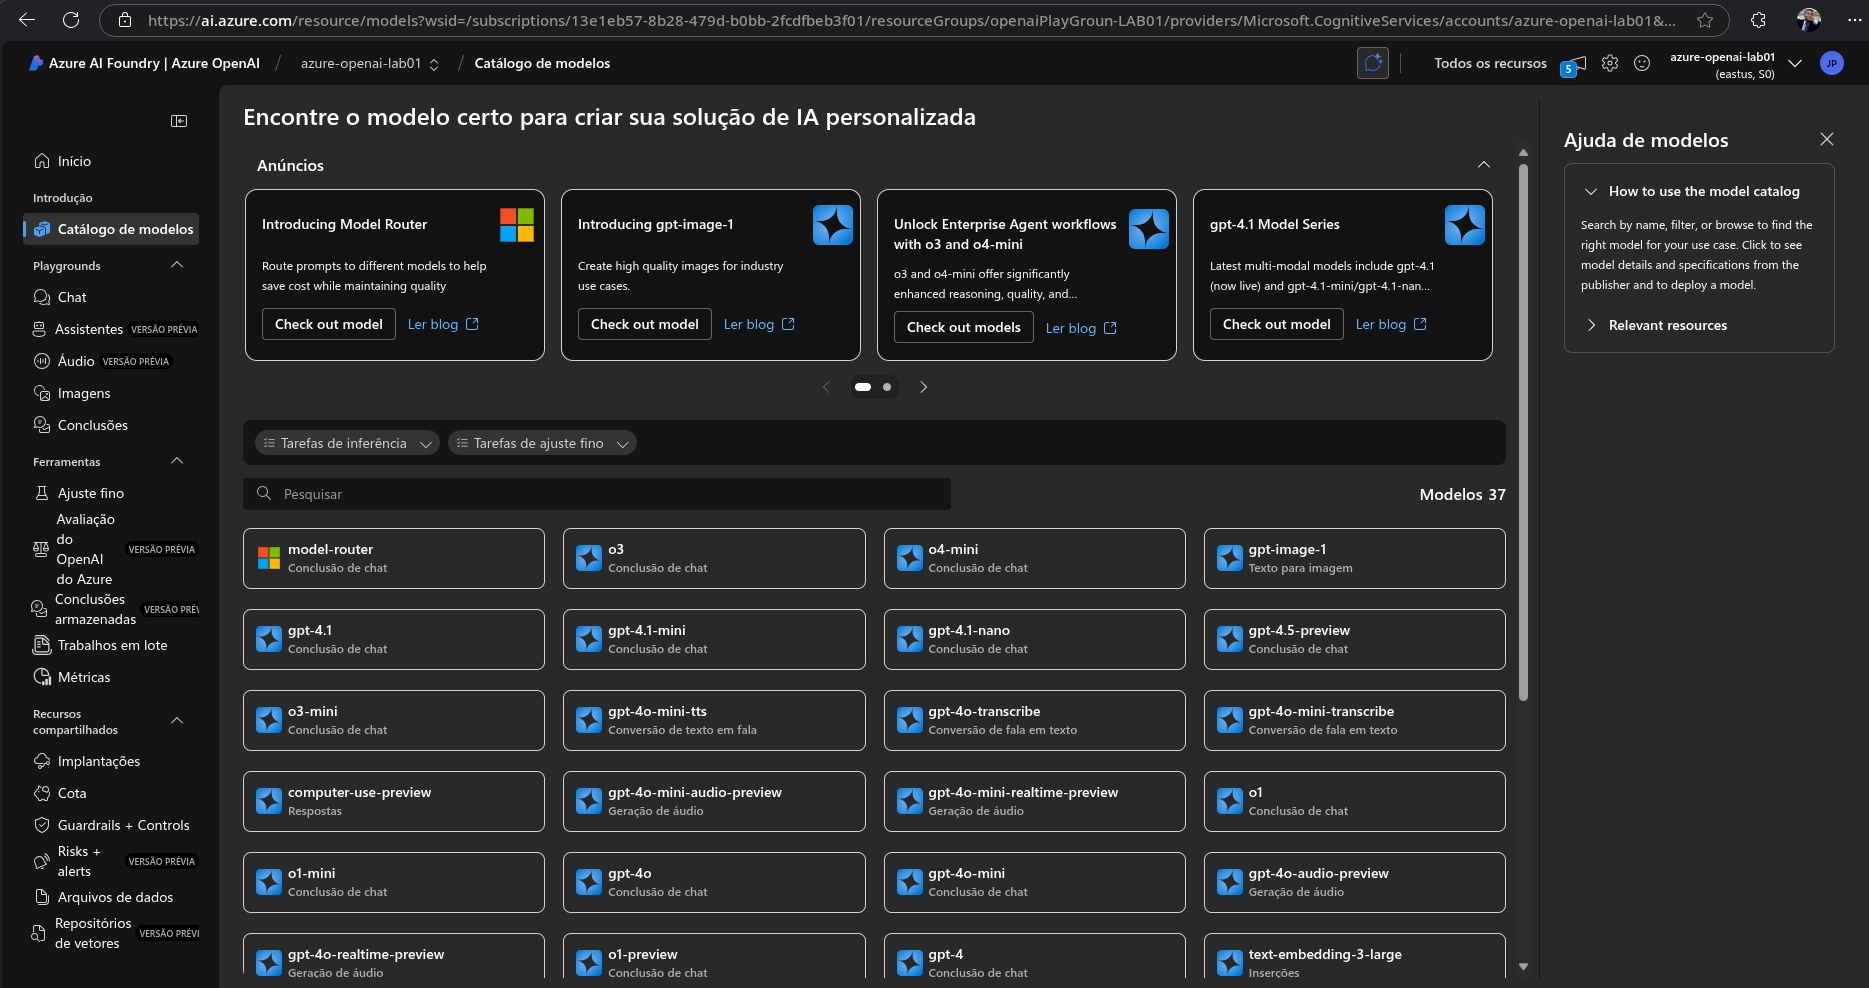 https://ai.azure.com/resource/models?wsid=/subscriptions/13e1eb57-8b28-479d-b0bb-2fcdfbeb3f01/resourceGroups/openaiPlayGroun-LAB01/providers/Microsoft.CognitiveServices/accounts/azure-openai-lab01&...
Azure AI Foundry | Azure OpenAI / azure-openai-lab01 / Catálogo de modelos
Todos os recursos
5
azure-openai-lab01
(eastus, S0)
JP
Início
Introdução
Catálogo de modelos
Playgrounds
Chat
Assistentes VERSÃO PRÉVIA
Áudio VERSÃO PRÉVIA
Imagens
Conclusões
Ferramentas
Ajuste fino
Avaliação
do
OpenAI
do Azure
VERSÃO PRÉVIA
Conclusões
armazenadas
VERSÃO PRÉV
Trabalhos em lote
Métricas
Recursos
compartilhados
Implantações
Cota
Guardrails + Controls
Risks +
alerts
VERSÃO PRÉVIA
Arquivos de dados
Repositórios
de vetores
VERSÃO PRÉVI
Encontre o modelo certo para criar sua solução de IA personalizada
Anúncios
Introducing Model Router
Route prompts to different models to help
save cost while maintaining quality
Check out model Ler blog
Introducing gpt-image-1
Create high quality images for industry
use cases.
Check out model Ler blog
Unlock Enterprise Agent workflows
with o3 and o4-mini
o3 and o4-mini offer significantly
enhanced reasoning, quality, and...
Check out models Ler blog
gpt-4.1 Model Series
Latest multi-modal models include gpt-4.1
(now live) and gpt-4.1-mini/gpt-4.1-nan...
Check out model Ler blog
Tarefas de inferência Tarefas de ajuste fino
Pesquisar
Modelos 37
model-router
Conclusão de chat
o3
Conclusão de chat
o4-mini
Conclusão de chat
gpt-image-1
Texto para imagem
gpt-4.1
Conclusão de chat
gpt-4.1-mini
Conclusão de chat
gpt-4.1-nano
Conclusão de chat
gpt-4.5-preview
Conclusão de chat
o3-mini
Conclusão de chat
gpt-4o-mini-tts
Conversão de texto em fala
gpt-4o-transcribe
Conversão de fala em texto
gpt-4o-mini-transcribe
Conversão de fala em texto
computer-use-preview
Respostas
gpt-4o-mini-audio-preview
Geração de áudio
gpt-4o-mini-realtime-preview
Geração de áudio
o1
Conclusão de chat
o1-mini
Conclusão de chat
gpt-4o
Conclusão de chat
gpt-4o-mini
Conclusão de chat
gpt-4o-audio-preview
Geração de áudio
gpt-4o-realtime-preview
Geração de áudio
o1-preview
Conclusão de chat
gpt-4
Conclusão de chat
text-embedding-3-large
Inserções
Ajuda de modelos
How to use the model catalog
Search by name, filter, or browse to find the
right model for your use case. Click to see
model details and specifications from the
publisher and to deploy a model.
Relevant resources